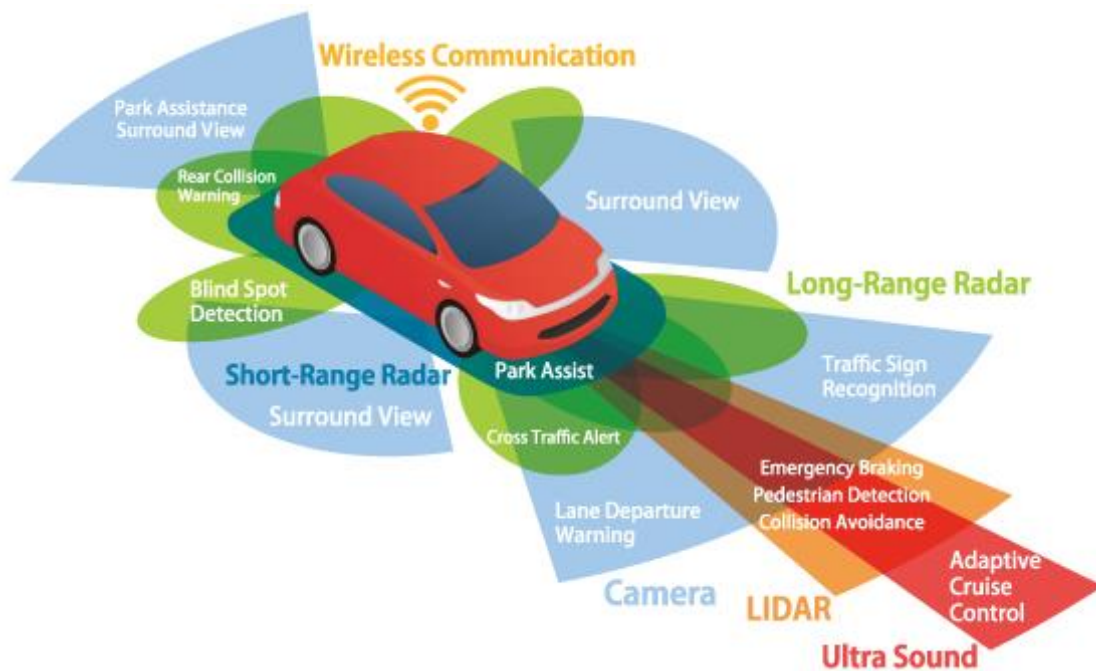 Wireless Communication
Park Assistance
Surround View
Rear Collision
Warning
Surround View
Blind Spot
Detection
Long-Range Radar
Short-Range Radar
Park Assist
Traffic Sign
Recognition
Surround View
Cross Traffic Alert
Emergency Braking
Pedestrian Detection
Collision Avoidance
Lane Departure
Warning
Adaptive
Cruise
Control
Camera
LIDAR
Ultra Sound